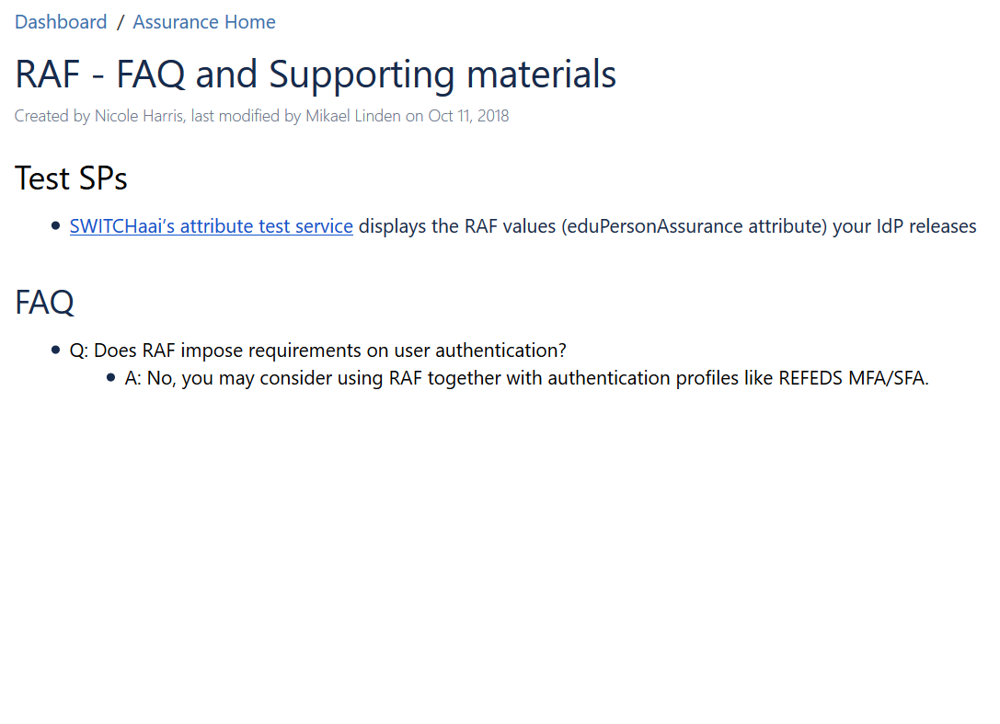 Dashboard / Assurance Home
RAF - FAQ and Supporting materials
Created by Nicole Harris, last modified by Mikael Linden on Oct 11, 2018
Test SPs
• SWITCHaai's attribute test service displays the RAF values (eduPersonAssurance attribute) your IdP releases
FAQ
• Q: Does RAF impose requirements on user authentication?
• A: No, you may consider using RAF together with authentication profiles like REFEDS MFA/SFA.